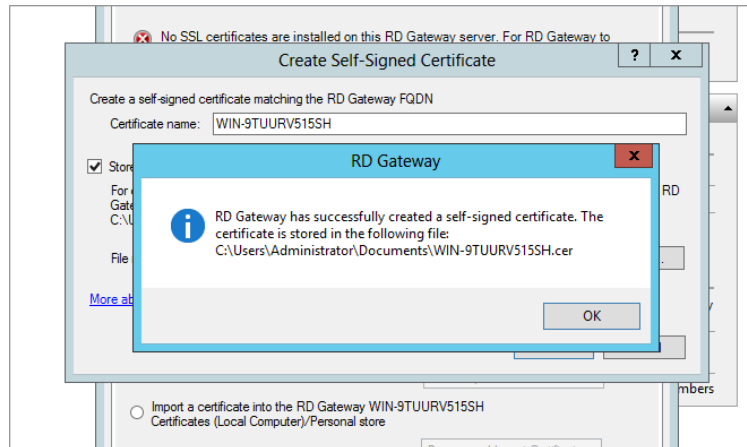 No SSL certificates are installed on this RD Gateway server. For RD Gateway to
Create Self-Signed Certificate
? x
Create a self-signed certificate matching the RD Gateway FQDN
Certificate name: WIN-9TUURV515SH
Store
RD Gateway
x
For
RD
Gate
C:\U
RD Gateway has successfully created a self-signed certificate. The
certificate is stored in the following file:
C:\Users\Administrator\Documents\WIN-9TUURV515SH.cer
File
More ab
OK
mbers
Import a certificate into the RD Gateway WIN-9TUURV515SH
Certificates (Local Computer)/Personal store